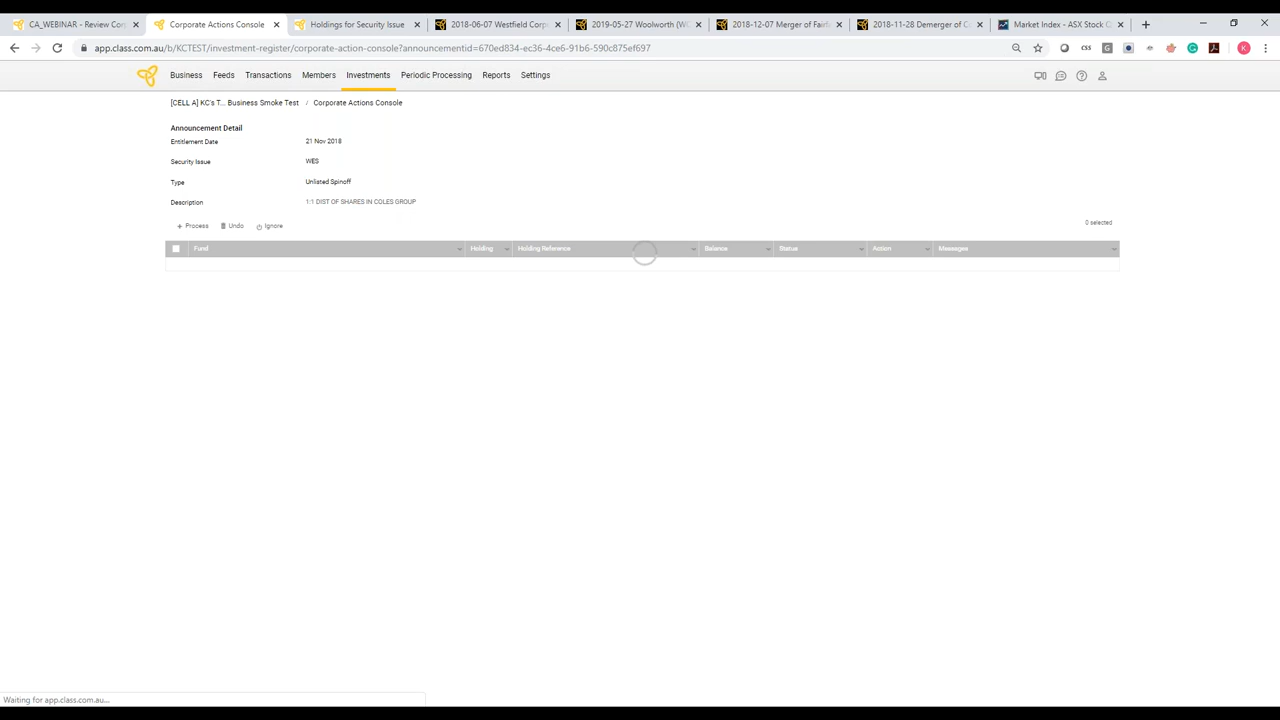 CA_WEBINAR - Review Cor
Corporate Actions Console
Holdings for Security Issue
2018-06-07 Westfield Corp
2019-05-27 Woolworth (WO
2018-12-07 Merger of Fairf
2018-11-28 Demerger of C
Market Index - ASX Stock
app.class.com.au/b/KCTEST/investment-register/corporate-action-console?announcementid=670ed834-ec36-4ce6-91b6-590c875ef697
Business Feeds Transactions Members Investments Periodic Processing Reports Settings
[CELL A] KC's T... Business Smoke Test / Corporate Actions Console
Announcement Detail
Entitlement Date 21 Nov 2018
Security Issue WES
Type Unlisted Spinoff
Description 1:1 DIST OF SHARES IN COLES GROUP
+ Process Undo Ignore 0 selected
Fund Holding Holding Reference Balance Status Action Messages
Waiting for app.class.com.au...